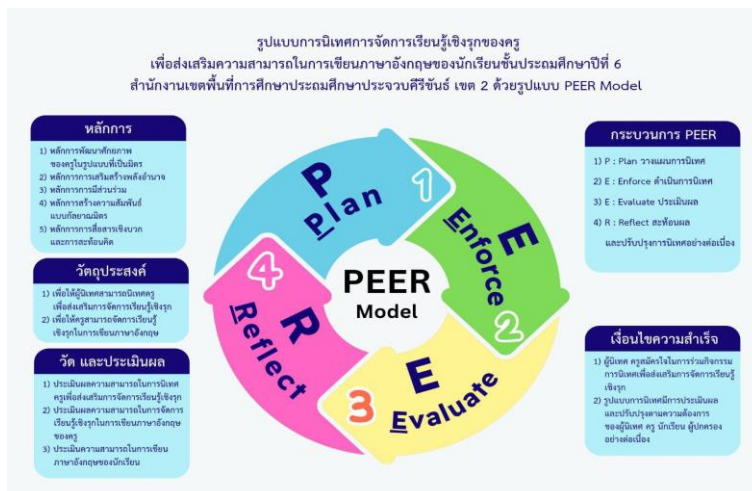 รูปแบบการนิเทศการจัดการเรียนรู้เชิงรุกของครู
เพื่อส่งเสริมความสามารถในการเขียนภาษาอังกฤษของนักเรียนชั้นประถมศึกษาปีที่ 6
สำนักงานเขตพื้นที่การศึกษาประถมศึกษาประจวบคีรีขันธ์ เขต 2 ด้วยรูปแบบ PEER Model
หลักการ
1) หลักการพัฒนาศักยภาพ
ของครูในรูปแบบที่เป็นมิตร
2) หลักการการเสริมสร้างพลังอำนาจ
3) หลักการการมีส่วนร่วม
4) หลักการสร้างความสัมพันธ์
แบบกัลยาณมิตร
5) หลักการการสื่อสารเชิงบวก
และการสะท้อนคิด
วัตถุประสงค์
1) เพื่อให้ผู้นิเทศสามารถนิเทศครู
เพื่อส่งเสริมการจัดการเรียนรู้เชิงรุก
2) เพื่อให้ครูสามารถจัดการเรียนรู้
เชิงรุกในการเขียนภาษาอังกฤษ
วัด และประเมินผล
1) ประเมินผลความสามารถในการนิเทศ
ครูเพื่อส่งเสริมการจัดการเรียนรู้เชิงรุก
2) ประเมินผลความสามารถในการจัดการ
เรียนรู้เชิงรุกในการเขียนภาษาอังกฤษ
ของครู
3) ประเมินความสามารถในการเขียน
ภาษาอังกฤษของนักเรียน
P
Plan
1
E
Enforce
2
E
Evaluate
3
R
Reflect
4
PEER
Model
กระบวนการ PEER
1) P : Plan วางแผนการนิเทศ
2) E : Enforce ดำเนินการนิเทศ
3) E : Evaluate ประเมินผล
4) R : Reflect สะท้อนผล
และปรับปรุงการนิเทศอย่างต่อเนื่อง
เงื่อนไขความสำเร็จ
1) ผู้นิเทศ ครูสมัครใจในการร่วมกิจกรรม
การนิเทศเพื่อส่งเสริมการจัดการเรียนรู้
เชิงรุก
2) รูปแบบการนิเทศมีการประเมินผล
และปรับปรุงตามความต้องการ
ของผู้นิเทศ ครู นักเรียน ผู้ปกครอง
อย่างต่อเนื่อง